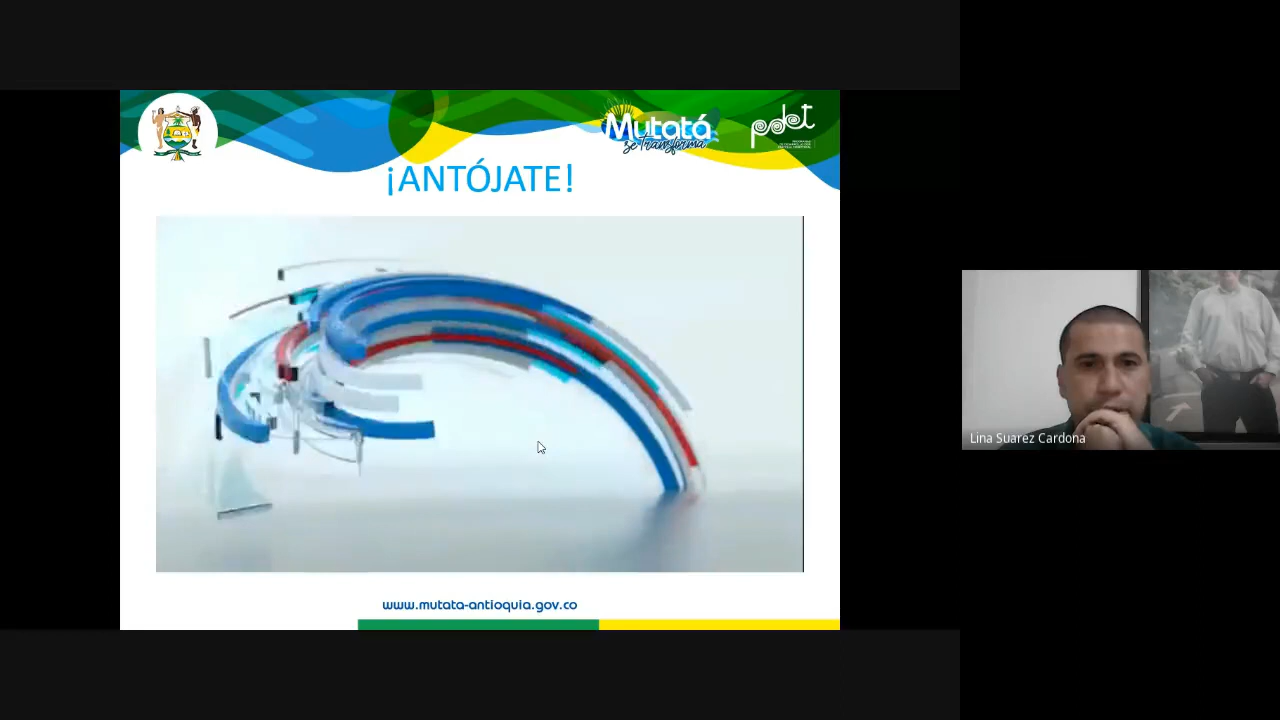 Mutatá
se transforma
pdet
¡ANTÓJATE!
www.mutata-antioquia.gov.co
Lina Suarez Cardona